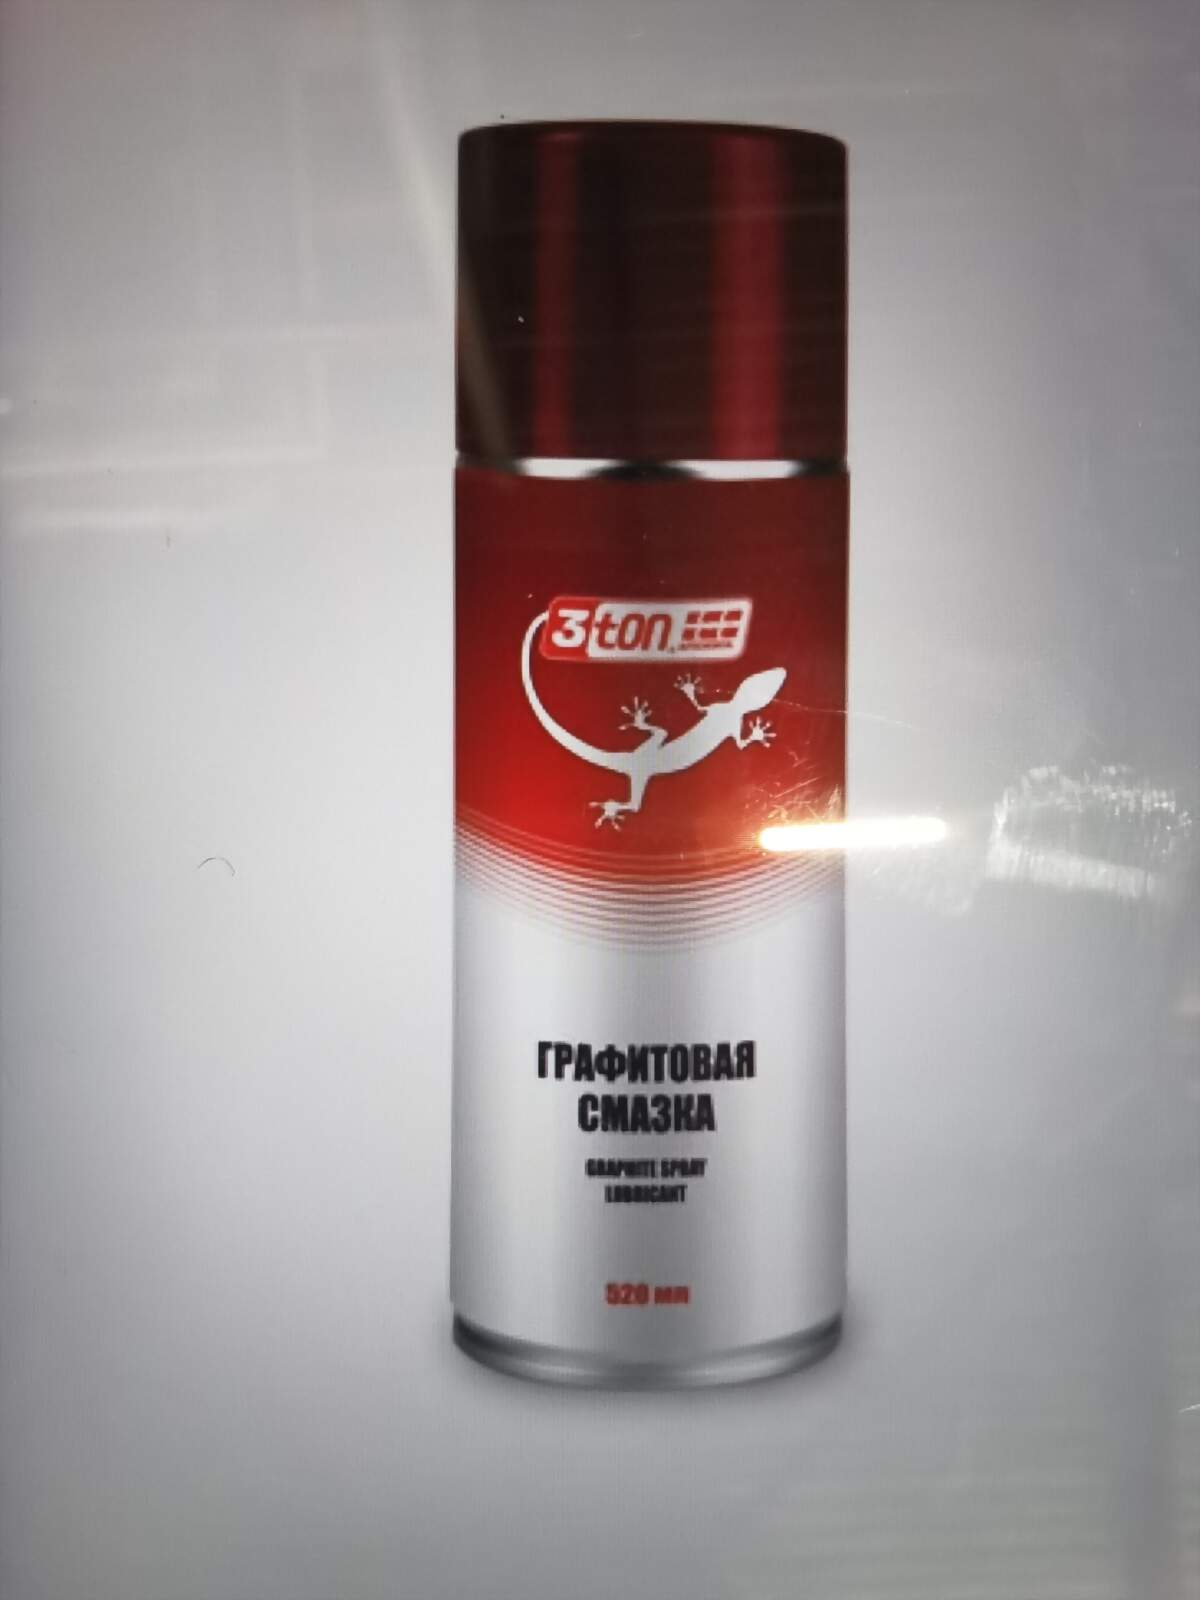 3ton
ГРАФИТОВАЯ
СМАЗКА
GRAPHITE SPRAY
LUBRICANT
520 мл